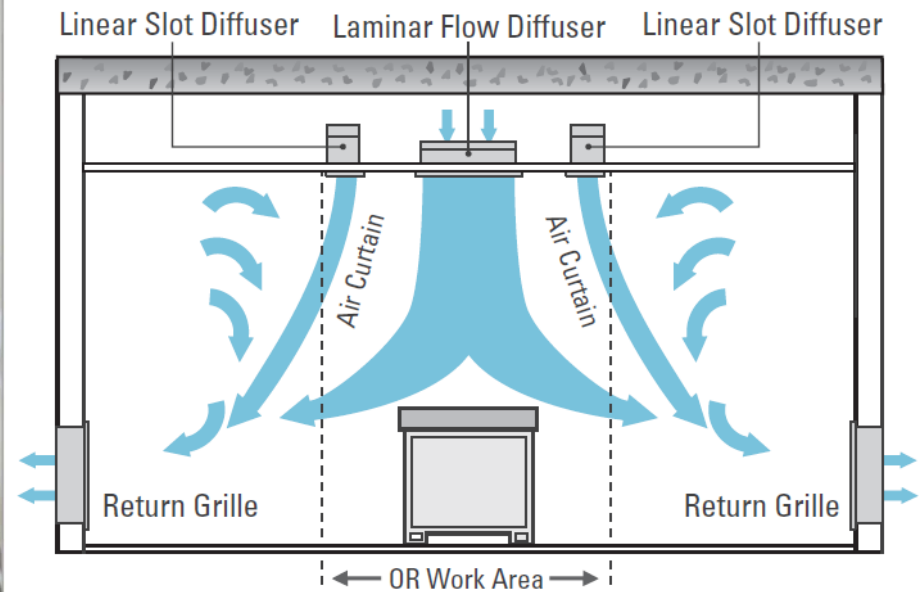 Linear Slot Diffuser
Laminar Flow Diffuser
Linear Slot Diffuser
Air Curtain
Air Curtain
Return Grille
Return Grille
OR Work Area